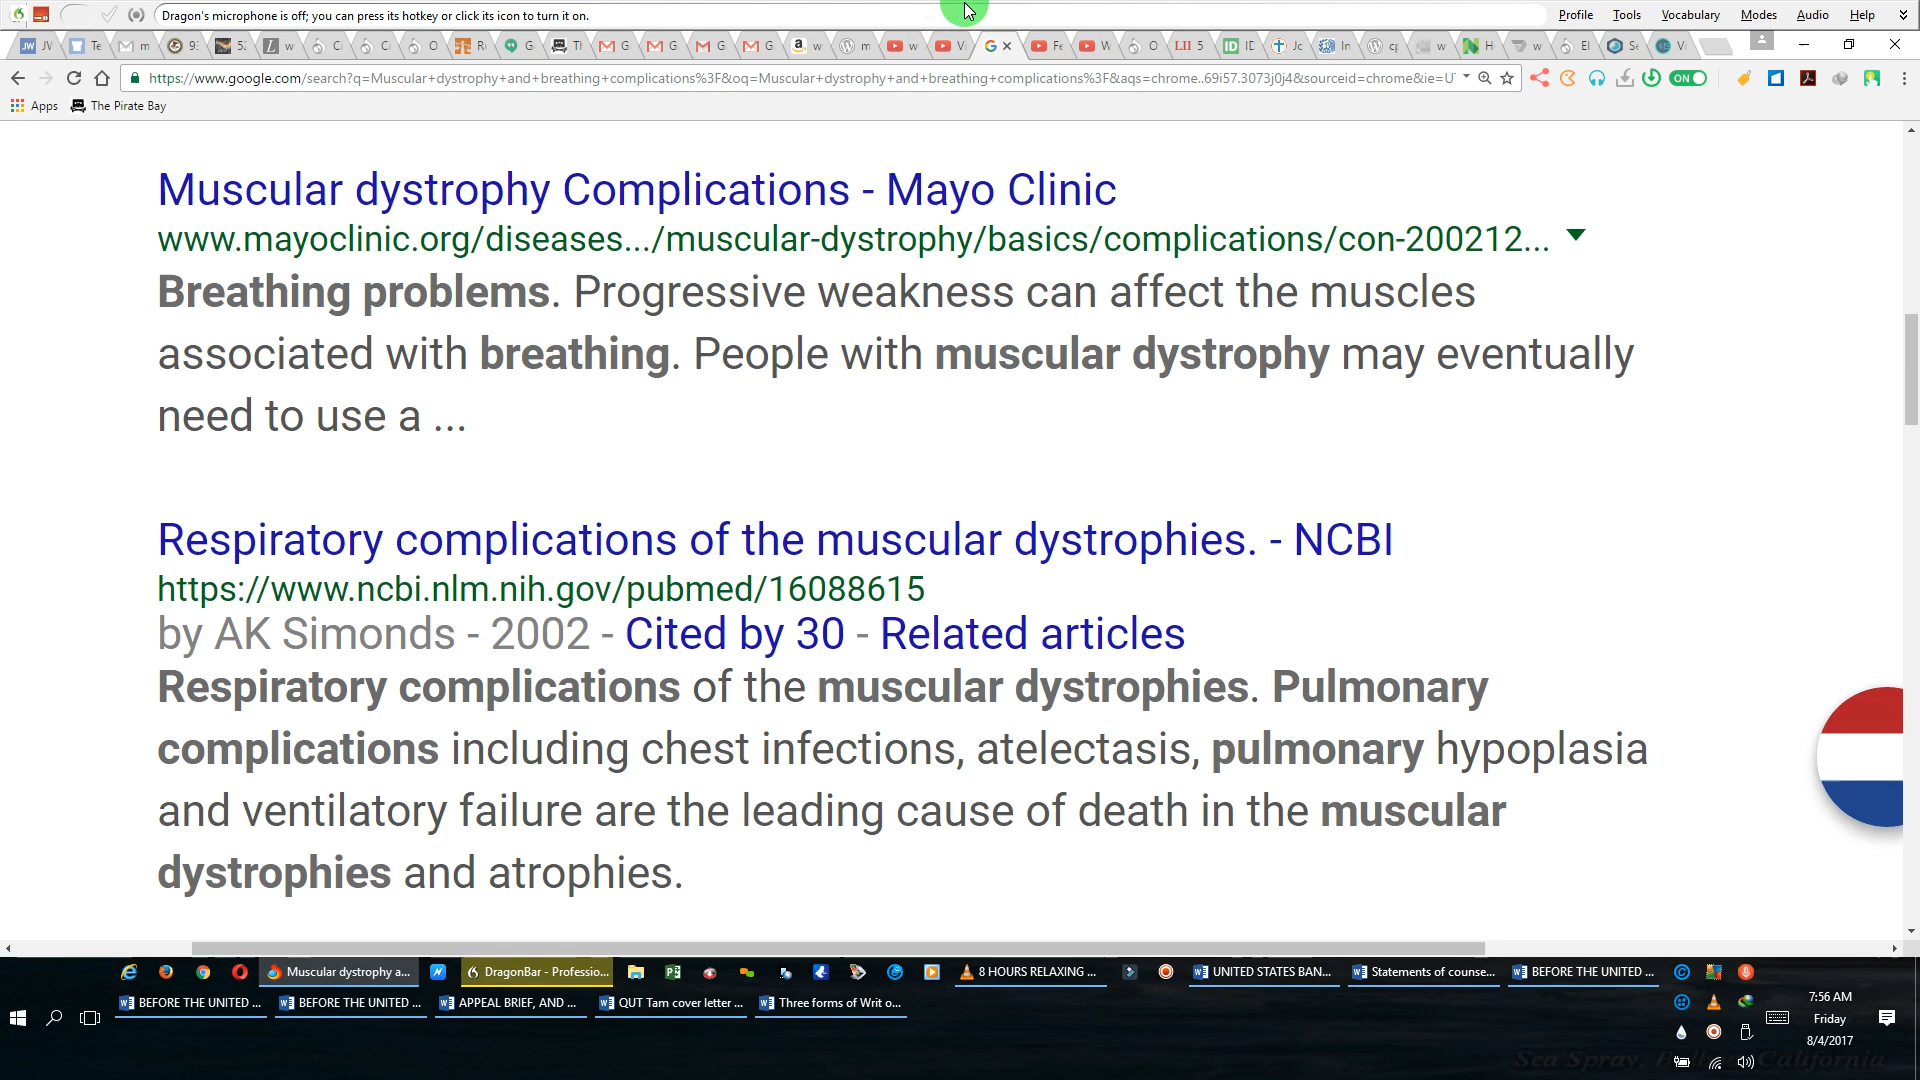 Dragon's microphone is off; you can press its hotkey or click its icon to turn it on.
Profile Tools Vocabulary Modes Audio Help
https://www.google.com/search?q=Muscular+dystrophy+and+breathing+complications%3F&oq=Muscular+dystrophy+and+breathing+complications%3F&aqs=chrome..69i57.3073j0j4&sourceid=chrome&ie=U
ON
Apps The Pirate Bay
Muscular dystrophy Complications - Mayo Clinic
www.mayoclinic.org/diseases.../muscular-dystrophy/basics/complications/con-200212...
Breathing problems. Progressive weakness can affect the muscles
associated with breathing. People with muscular dystrophy may eventually
need to use a ...
Respiratory complications of the muscular dystrophies. - NCBI
https://www.ncbi.nlm.nih.gov/pubmed/16088615
by AK Simonds - 2002 - Cited by 30 - Related articles
Respiratory complications of the muscular dystrophies. Pulmonary
complications including chest infections, atelectasis, pulmonary hypoplasia
and ventilatory failure are the leading cause of death in the muscular
dystrophies and atrophies.
Muscular dystrophy a... DragonBar - Professio... 8 HOURS RELAXING ... UNITED STATES BAN... Statements of counse... BEFORE THE UNITED ...
BEFORE THE UNITED ... BEFORE THE UNITED ... APPEAL BRIEF, AND ... QUT Tam cover letter ... Three forms of Writ o...
7:56 AM
Friday
8/4/2017